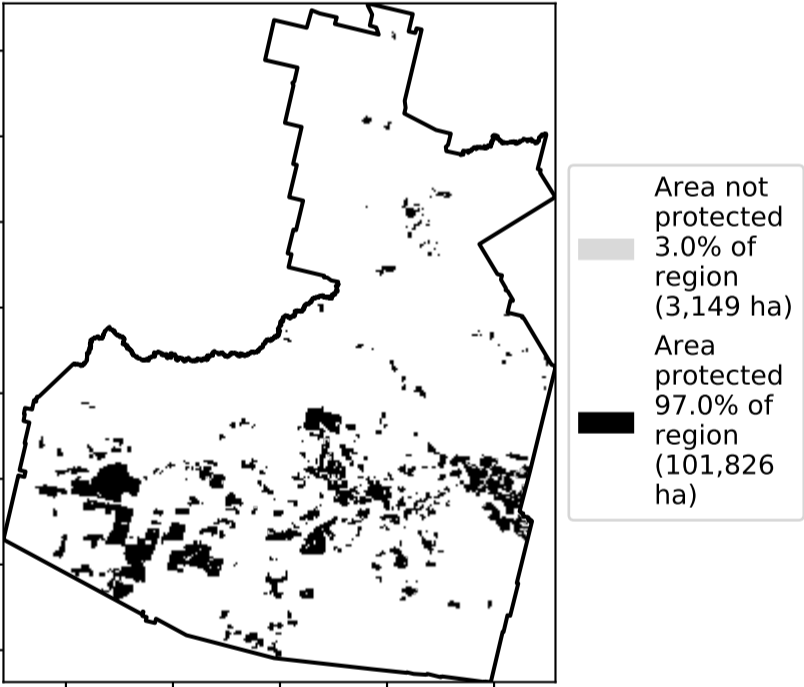 Area not
protected
3.0% of
region
(3,149 ha)
Area
protected
97.0% of
region
(101,826
ha)